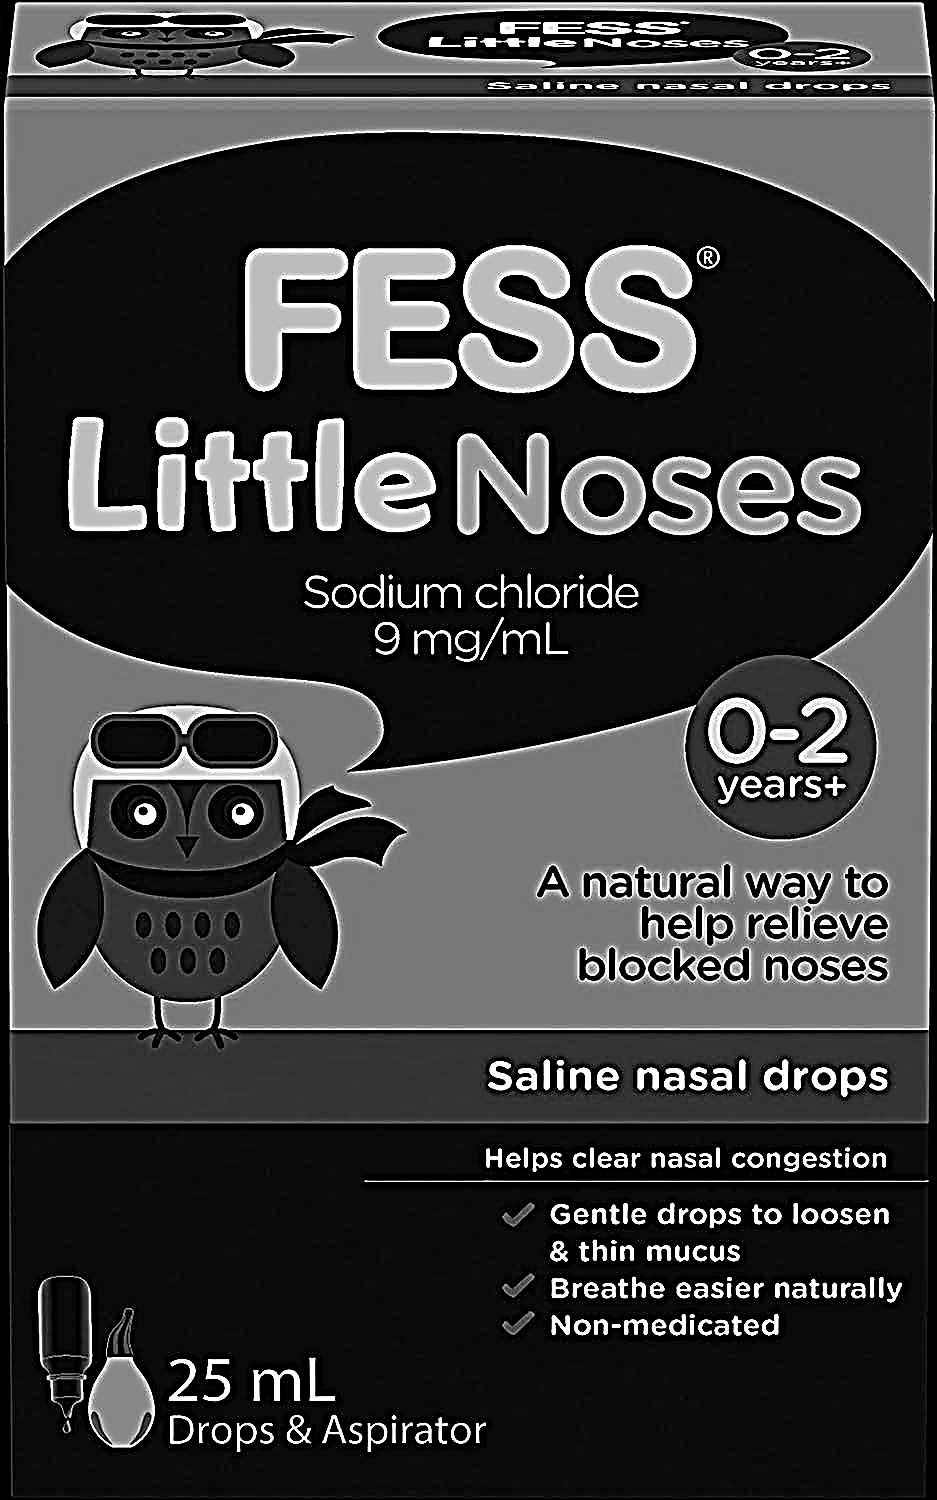 FESS®
LittleNoses
0-2
years+
Saline nasal drops
FESS®
LittleNoses
Sodium chloride
9 mg/mL
0-2
years+
A natural way to
help relieve
blocked noses
Saline nasal drops
Helps clear nasal congestion
Gentle drops to loosen
& thin mucus
Breathe easier naturally
Non-medicated
25 mL
Drops & Aspirator